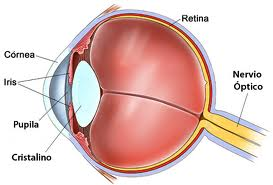 Retina
Córnea
Iris
Nervio
Óptico
Pupila
Cristalino